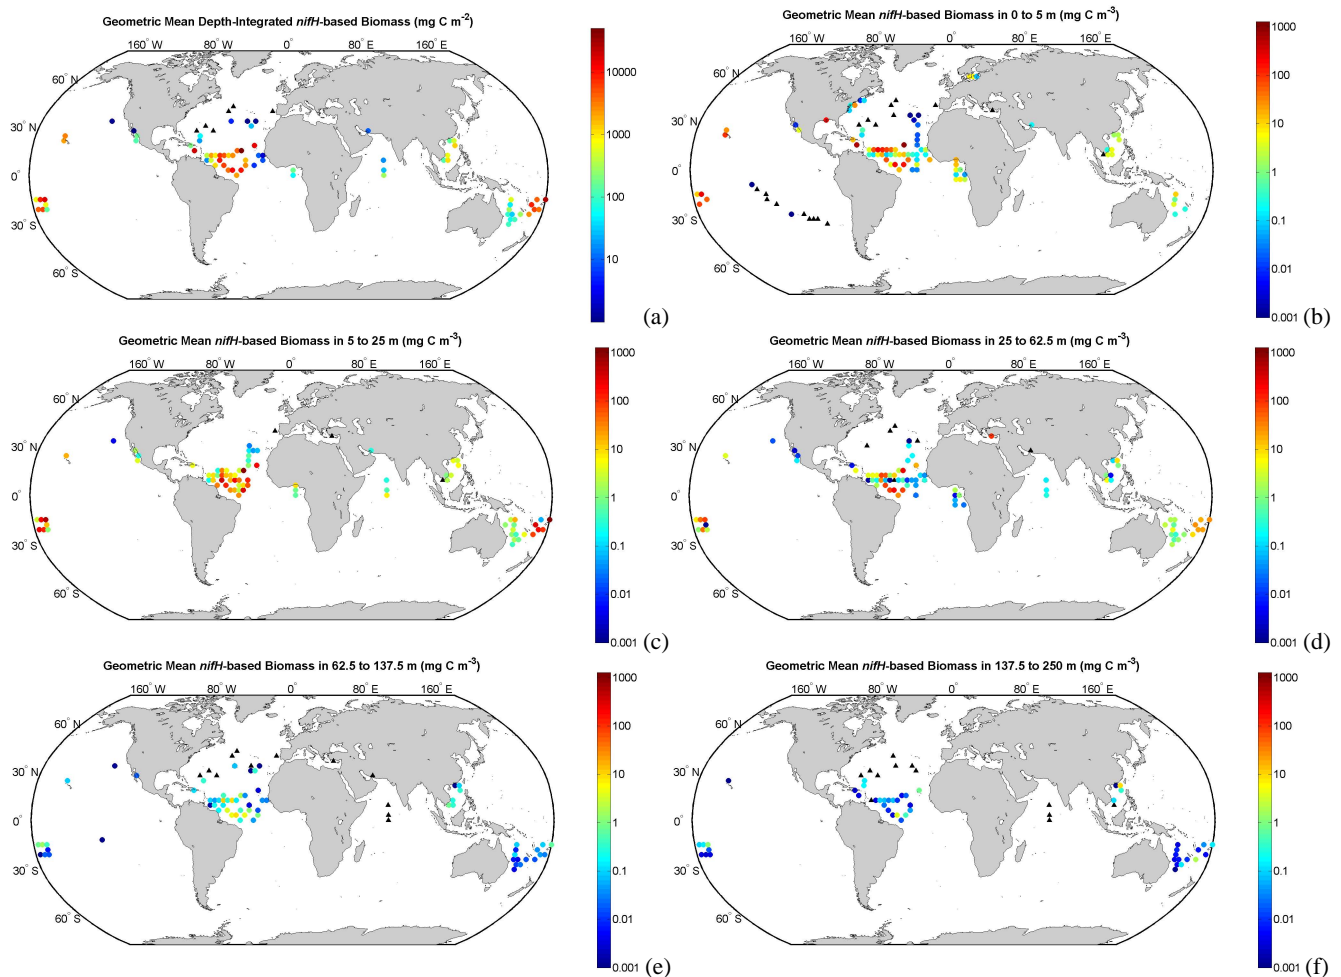 Geometric Mean Depth-Integrated nifH-based Biomass (mg C m-2)
160° W 80° W 0° 80° E 160° E
60° N
30° N
0°
30° S
60° S
10000
1000
100
10
(a)
Geometric Mean nifH-based Biomass in 0 to 5 m (mg C m-3)
160° W 80° W 0° 80° E 160° E
60° N
30° N
0°
30° S
60° S
1000
100
10
1
0.1
0.01
0.001
(b)
Geometric Mean nifH-based Biomass in 5 to 25 m (mg C m-3)
160° W 80° W 0° 80° E 160° E
60° N
30° N
0°
30° S
60° S
1000
100
10
1
0.1
0.01
0.001
(c)
Geometric Mean nifH-based Biomass in 25 to 62.5 m (mg C m-3)
160° W 80° W 0° 80° E 160° E
60° N
30° N
0°
30° S
60° S
1000
100
10
1
0.1
0.01
0.001
(d)
Geometric Mean nifH-based Biomass in 62.5 to 137.5 m (mg C m-3)
160° W 80° W 0° 80° E 160° E
60° N
30° N
0°
30° S
60° S
1000
100
10
1
0.1
0.01
0.001
(e)
Geometric Mean nifH-based Biomass in 137.5 to 250 m (mg C m-3)
160° W 80° W 0° 80° E 160° E
60° N
30° N
0°
30° S
60° S
1000
100
10
1
0.1
0.01
0.001
(f)